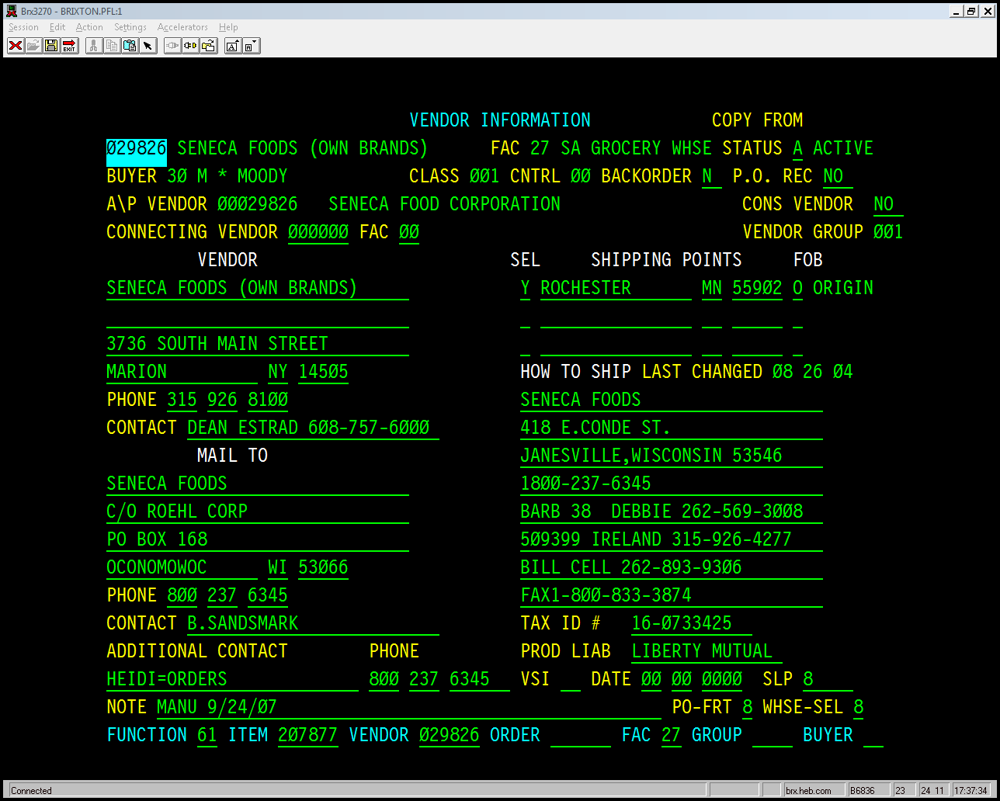 Brx3270 - BRIXTON.PFL:1
Session Edit Action Settings Accelerators Help
EXIT
VENDOR INFORMATION COPY FROM
029826 SENECA FOODS (OWN BRANDS) FAC 27 SA GROCERY WHSE STATUS A ACTIVE
BUYER 30 M * MOODY CLASS 001 CNTRL 00 BACKORDER N P.O. REC NO
A\P VENDOR 00029826 SENECA FOOD CORPORATION CONS VENDOR NO
CONNECTING VENDOR 000000 FAC 00 VENDOR GROUP 001
VENDOR SEL SHIPPING POINTS FOB
SENECA FOODS (OWN BRANDS) Y ROCHESTER MN 55902 O ORIGIN
3736 SOUTH MAIN STREET
MARION NY 14505 HOW TO SHIP LAST CHANGED 08 26 04
PHONE 315 926 8100 SENECA FOODS
CONTACT DEAN ESTRAD 608-757-6000 418 E.CONDE ST.
MAIL TO JANESVILLE,WISCONSIN 53546
SENECA FOODS 1800-237-6345
C/O ROEHL CORP BARB 38 DEBBIE 262-569-3008
PO BOX 168 509399 IRELAND 315-926-4277
OCONOMOWOC WI 53066 BILL CELL 262-893-9306
PHONE 800 237 6345 FAX1-800-833-3874
CONTACT B.SANDSMARK TAX ID # 16-0733425
ADDITIONAL CONTACT PHONE PROD LIAB LIBERTY MUTUAL
HEIDI=ORDERS 800 237 6345 VSI DATE 00 00 0000 SLP 8
NOTE MANU 9/24/07 PO-FRT 8 WHSE-SEL 8
FUNCTION 61 ITEM 207877 VENDOR 029826 ORDER FAC 27 GROUP BUYER
Connected brx.heb.com B6836 23 24 11 17:37:34